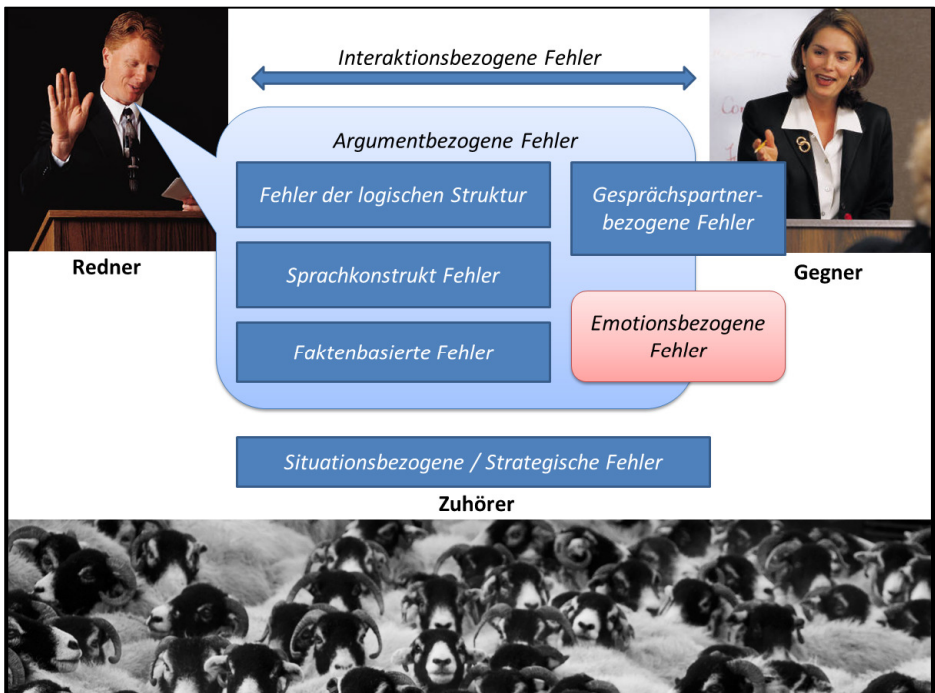 Interaktionsbezogene Fehler
Argumentbezogene Fehler
Fehler der logischen Struktur
Gesprächspartner-
bezogene Fehler
Redner
Gegner
Sprachkonstrukt Fehler
Emotionsbezogene
Fehler
Faktenbasierte Fehler
Situationsbezogene / Strategische Fehler
Zuhörer